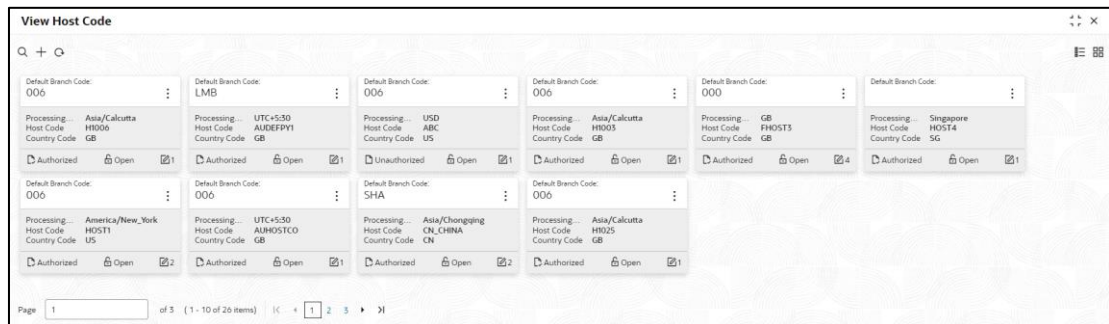 View Host Code
Default Branch Code:
006
Processing... Asia/Calcutta
Host Code H1006
Country Code GB
Authorized Open 1
Default Branch Code:
LMB
Processing... UTC+5:30
Host Code AUDEFPY1
Country Code GB
Authorized Open 1
Default Branch Code:
006
Processing... USD
Host Code ABC
Country Code US
Unauthorized Open 1
Default Branch Code:
006
Processing... Asia/Calcutta
Host Code H1003
Country Code GB
Authorized Open 1
Default Branch Code:
000
Processing... GB
Host Code FHOST3
Country Code GB
Authorized Open 4
Default Branch Code:
Processing... Singapore
Host Code HOST4
Country Code SG
Authorized Open 1
Default Branch Code:
006
Processing... America/New_York
Host Code HOST1
Country Code US
Authorized Open 2
Default Branch Code:
006
Processing... UTC+5:30
Host Code AUHOSTCO
Country Code GB
Authorized Open 1
Default Branch Code:
SHA
Processing... Asia/Chongqing
Host Code CN_CHINA
Country Code CN
Authorized Open 2
Default Branch Code:
006
Processing... Asia/Calcutta
Host Code H1025
Country Code GB
Authorized Open 1
Page 1 of 3 (1 - 10 of 26 items) 1 2 3